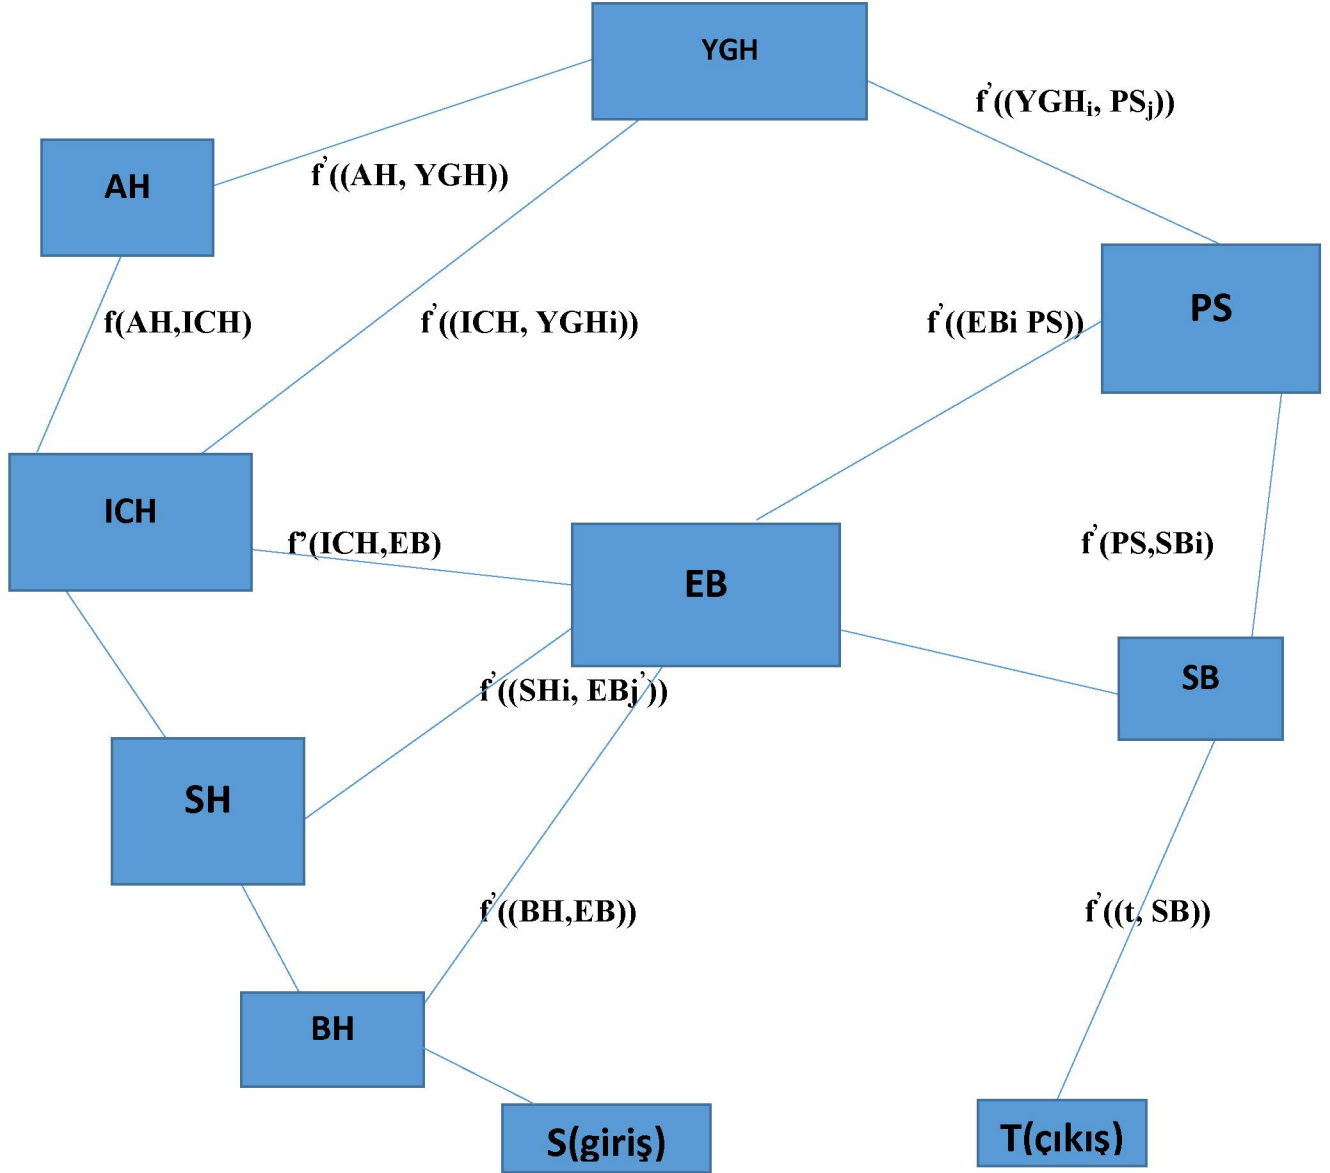 YGH
f'((YGHi, PSj))
AH
f'((AH, YGH))
PS
f(AH,ICH)
f'((ICH, YGHi))
f'((EBi PS))
ICH
f'(ICH,EB)
f'(PS,SBi)
EB
SB
f'((SHi, EBj'))
SH
f'((BH,EB))
f'((t, SB))
BH
S(giriş)
T(çıkış)